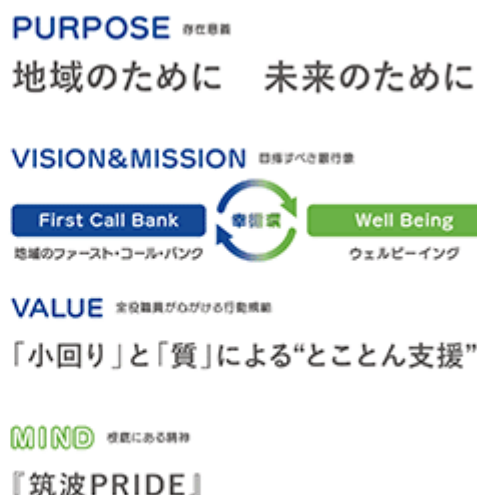 PURPOSE 存在意義
地域のために　未来のために
VISION&MISSION 目指すべき銀行像
First Call Bank 幸循環 Well Being
地域のファースト・コール・バンク ウェルビーイング
VALUE 全役職員が心がける行動規範
「小回り」と「質」による“とことん支援”
MIND 根底にある精神
『筑波PRIDE』